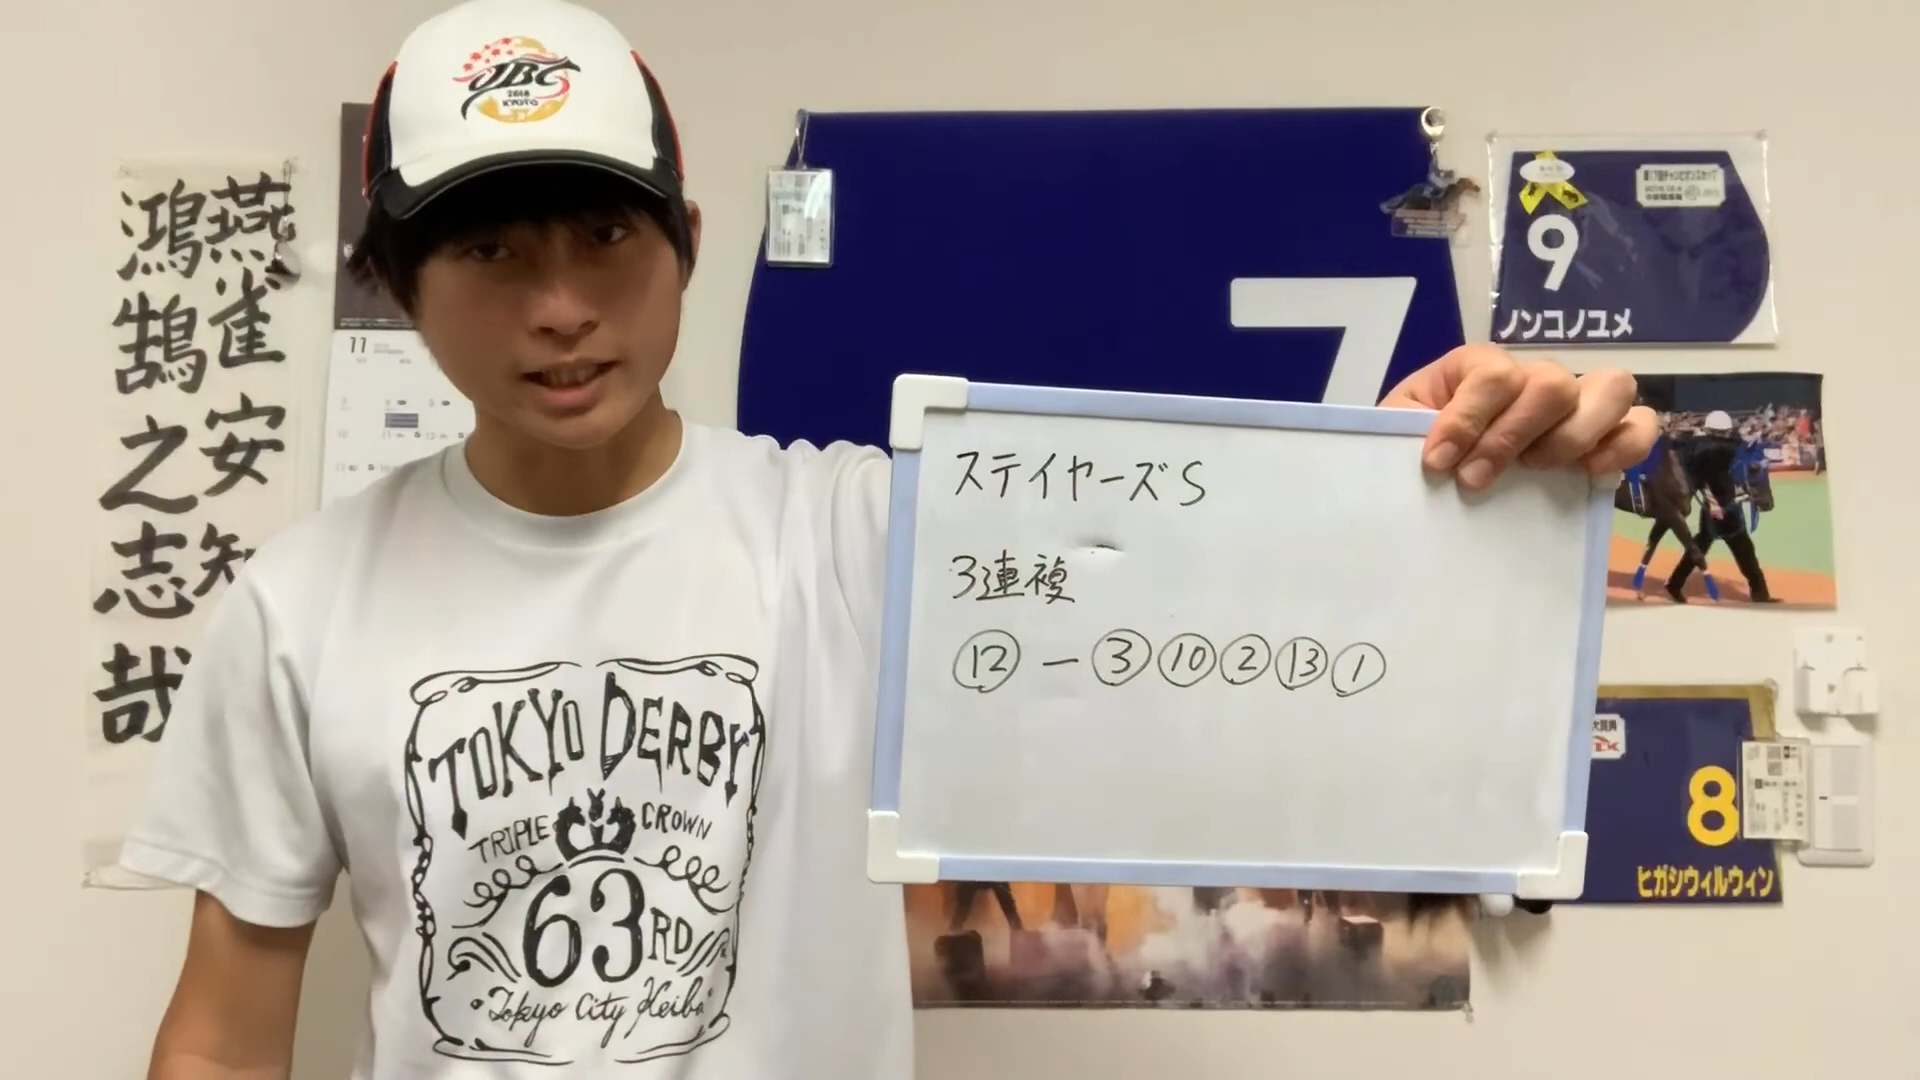 燕雀安知
鴻鵠之志
哉
JBC
2018
KYOTO
11
7
9
ノンコノユメ
ステイヤーズS
3連複
⑫ー③⑩②⑬①
8
ヒガシウィルウィン
TOKYO DERBY
TRIPLE CROWN
63RD
Tokyo City Keiba